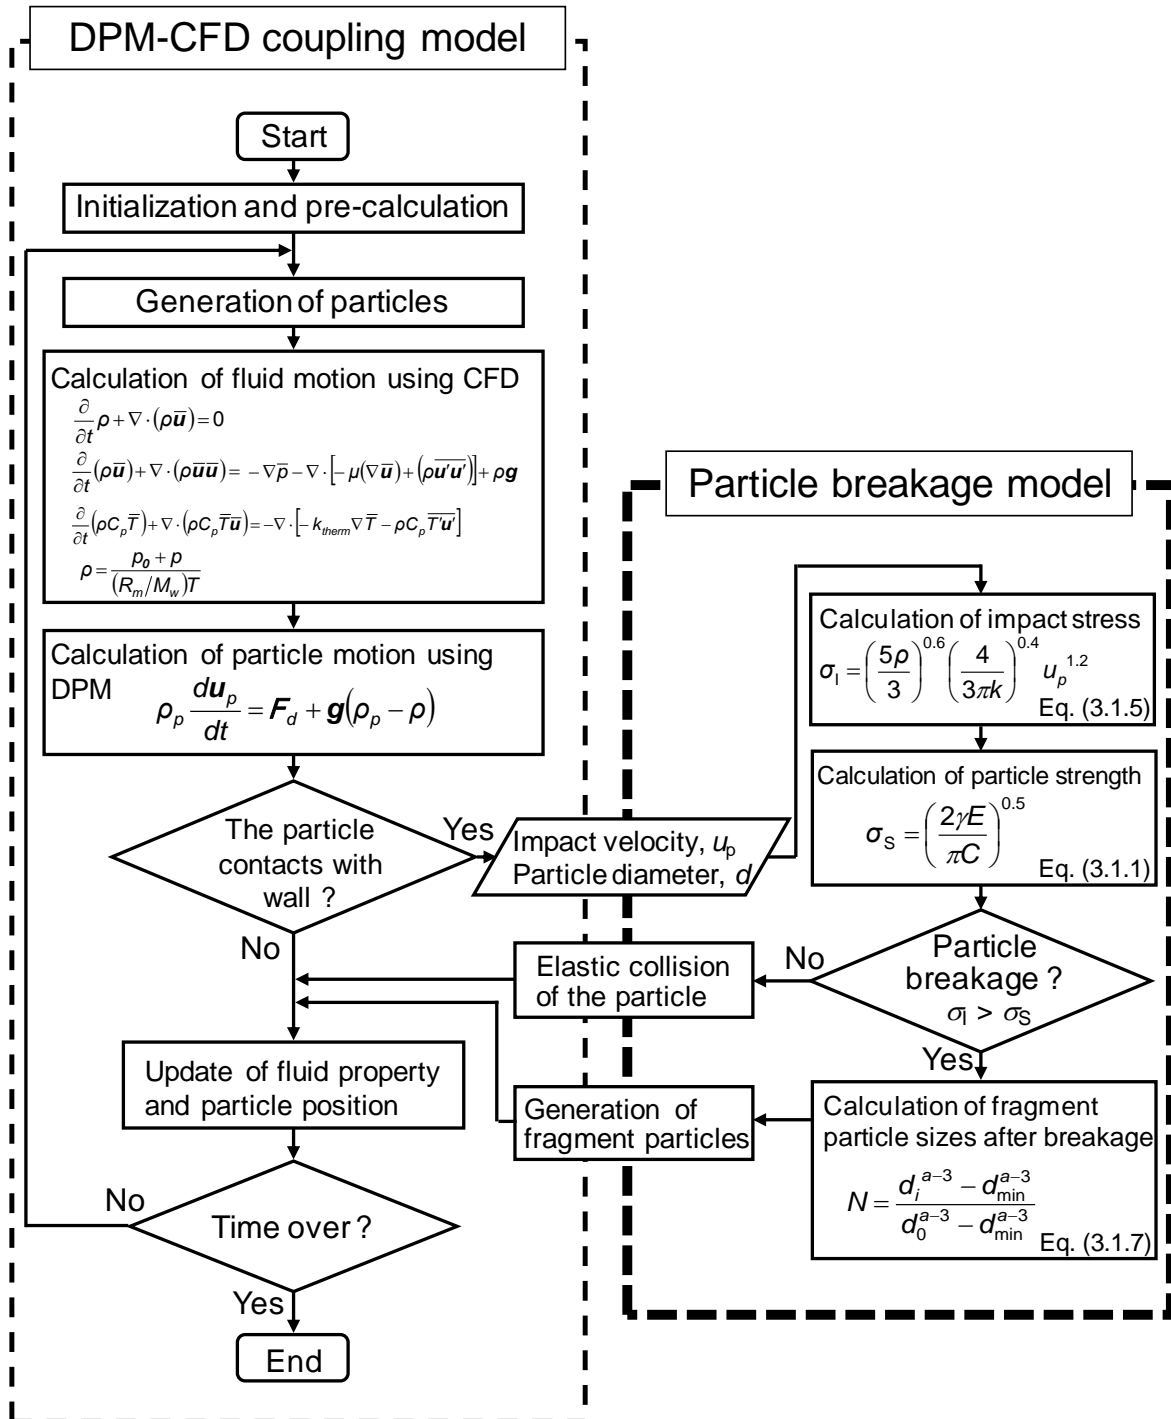 DPM-CFD coupling model
Start
Initialization and pre-calculation
Generation of particles
Calculation of fluid motion using CFD
∂/∂t ρ + ∇·(ρū) = 0
∂/∂t (ρū) + ∇·(ρūū) = −∇p̄ − ∇·[−μ(∇ū) + (ρ\overline{u'u'})] + ρg
∂/∂t (ρC_p T̄) + ∇·(ρC_p T̄ū) = −∇·[−k_therm ∇T̄ − ρC_p \overline{T'u'}]
ρ = (p_0 + p) / ((R_m/M_w)T)
Calculation of particle motion using
DPM
ρ_p du_p/dt = F_d + g(ρ_p − ρ)
The particle
contacts with
wall ?
Yes
No
Impact velocity, u_p
Particle diameter, d
Particle breakage model
Calculation of impact stress
σ_I = (5ρ/3)^0.6 (4/3πk)^0.4 u_p^1.2
Eq. (3.1.5)
Calculation of particle strength
σ_S = (2γE/πC)^0.5
Eq. (3.1.1)
Particle
breakage ?
σ_I > σ_S
No
Yes
Elastic collision
of the particle
Calculation of fragment
particle sizes after breakage
N = (d_i^{a−3} − d_min^{a−3}) / (d_0^{a−3} − d_min^{a−3})
Eq. (3.1.7)
Generation of
fragment particles
Update of fluid property
and particle position
Time over ?
No
Yes
End